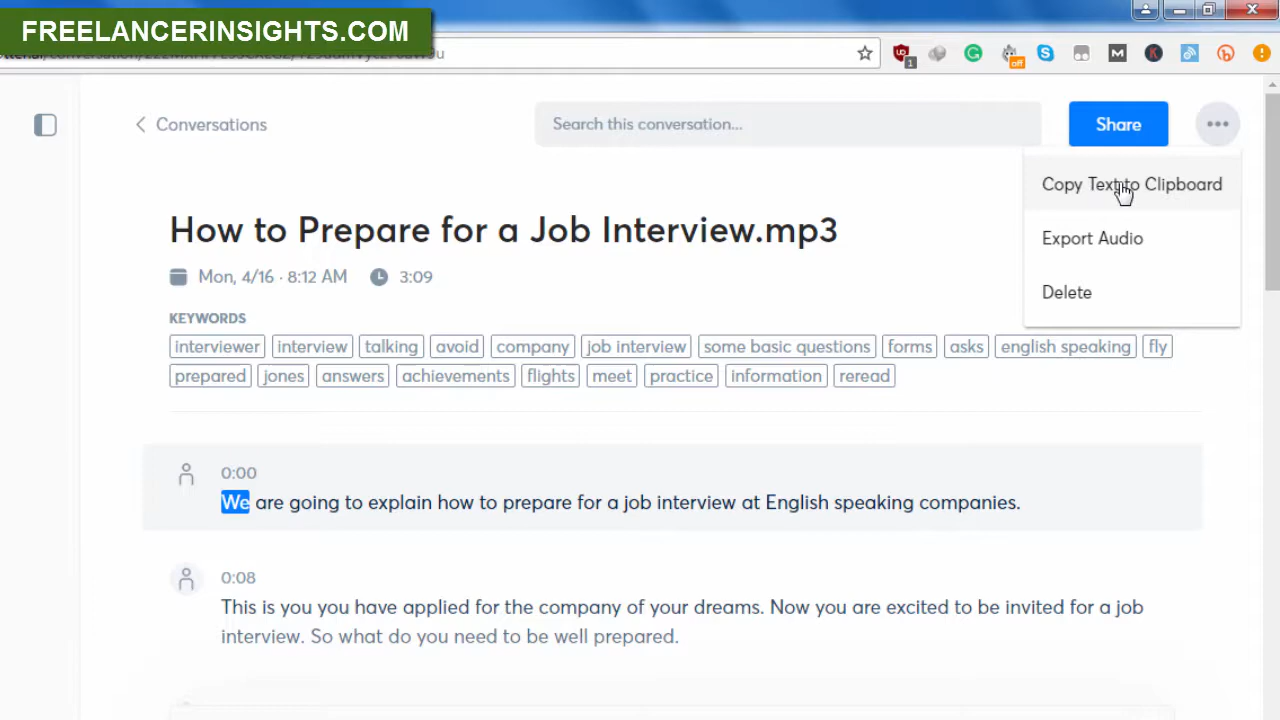 FREELANCERINSIGHTS.COM
1
off
M
K
Conversations
Search this conversation...
Share
Copy Text to Clipboard
Export Audio
Delete
How to Prepare for a Job Interview.mp3
Mon, 4/16 · 8:12 AM 3:09
KEYWORDS
interviewer interview talking avoid company job interview some basic questions forms asks english speaking fly
prepared jones answers achievements flights meet practice information reread
0:00
We are going to explain how to prepare for a job interview at English speaking companies.
0:08
This is you you have applied for the company of your dreams. Now you are excited to be invited for a job
interview. So what do you need to be well prepared.